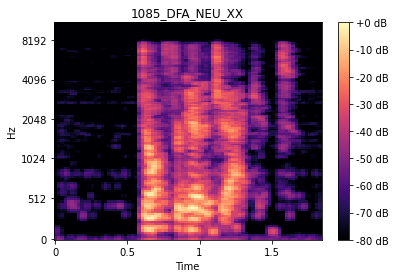 1085_DFA_NEU_XX
8192
4096
2048
1024
512
0
Hz
0
0.5
1
1.5
Time
+0 dB
-10 dB
-20 dB
-30 dB
-40 dB
-50 dB
-60 dB
-70 dB
-80 dB